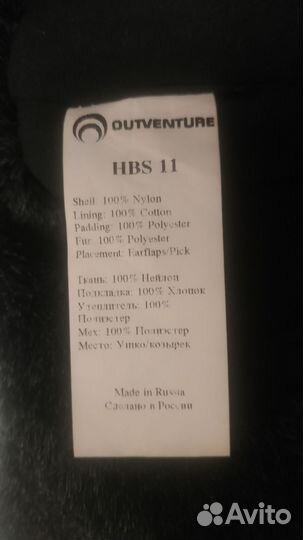 OUTVENTURE
HBS 11
Shell: 100% Nylon
Lining: 100% Cotton
Padding: 100% Polyester
Fur: 100% Polyester
Placement: Earflaps/Pick
Ткань: 100% Нейлон
Подкладка: 100% Хлопок
Утеплитель: 100%
Полиэстер
Мех: 100% Полиэстер
Место: Ушко/козырек
Made in Russia
Сделано в России
Avito